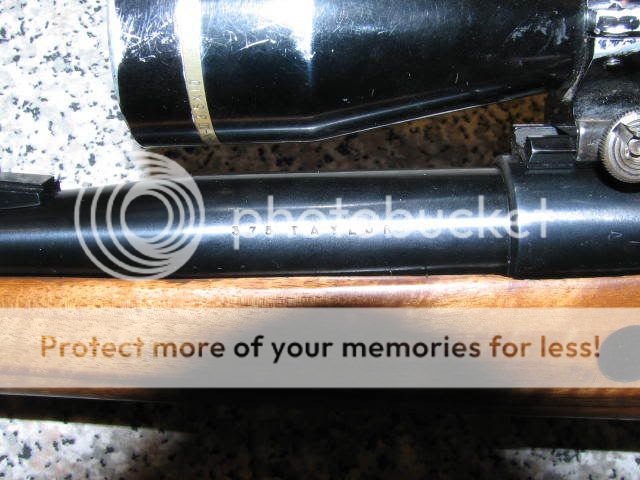 photobucket
375 TAYLOR
Protect more of your memories for less!